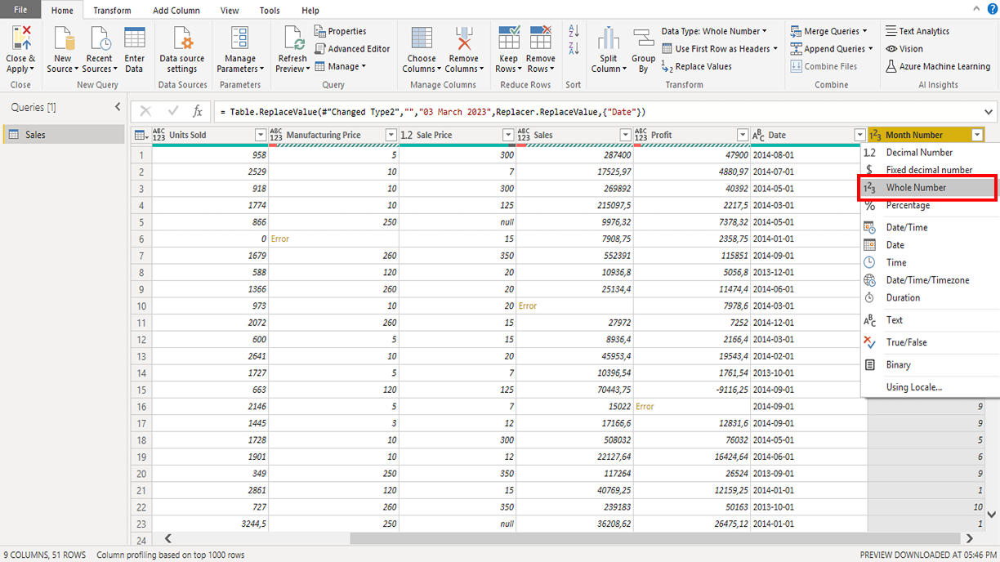 File Home Transform Add Column View Tools Help
Close & Apply
New Source
Recent Sources
Enter Data
Data source settings
Manage Parameters
Refresh Preview
Properties
Advanced Editor
Manage
Choose Columns
Remove Columns
Keep Rows
Remove Rows
Split Column
Group By
Data Type: Whole Number
Use First Row as Headers
Replace Values
Merge Queries
Append Queries
Combine Files
Text Analytics
Vision
Azure Machine Learning
Close New Query Data Sources Parameters Query Manage Columns Reduce Rows Sort Transform Combine AI Insights
Queries [1]
Sales
fx = Table.ReplaceValue(#"Changed Type2","","03 March 2023",Replacer.ReplaceValue,{"Date"})
ABC 123 Units Sold ABC 123 Manufacturing Price 1.2 Sale Price ABC 123 Sales ABC 123 Profit ABC Date 123 Month Number
1 958 5 300 287400 47900 2014-08-01
2 2529 10 7 17525,97 4880,97 2014-07-01
3 918 10 300 269892 40392 2014-05-01
4 1774 10 125 215097,5 2217,5 2014-03-01
5 866 250 null 9976,32 7378,32 2014-05-01
6 0 Error 15 7908,75 2358,75 2014-01-01
7 1679 260 350 552391 115851 2014-09-01
8 588 120 20 10936,8 5056,8 2013-12-01
9 1366 260 20 25134,4 11474,4 2014-06-01
10 973 10 20 Error 7978,6 2014-03-01
11 2072 260 15 27972 7252 2014-12-01
12 600 5 15 8936,4 2166,4 2014-03-01
13 2641 10 20 45953,4 19543,4 2014-02-01
14 1727 5 7 10396,54 1761,54 2013-10-01
15 663 120 125 70443,75 -9116,25 2014-09-01
16 2146 5 7 15022 Error 2014-09-01 9
17 1445 3 12 17166,6 12831,6 2014-09-01 9
18 1728 10 300 508032 76032 2014-05-01 5
19 1901 10 12 22127,64 16424,64 2014-06-01 6
20 349 250 350 117264 26524 2013-09-01 9
21 2861 120 15 40769,25 12159,25 2014-01-01 1
22 727 260 350 239183 50163 2013-10-01 10
23 3244,5 250 null 36208,62 26475,12 2014-01-01 1
24
1.2 Decimal Number
$ Fixed decimal number
123 Whole Number
% Percentage
Date/Time
Date
Time
Date/Time/Timezone
Duration
ABC Text
True/False
Binary
Using Locale...
9 COLUMNS, 51 ROWS Column profiling based on top 1000 rows PREVIEW DOWNLOADED AT 05:46 PM